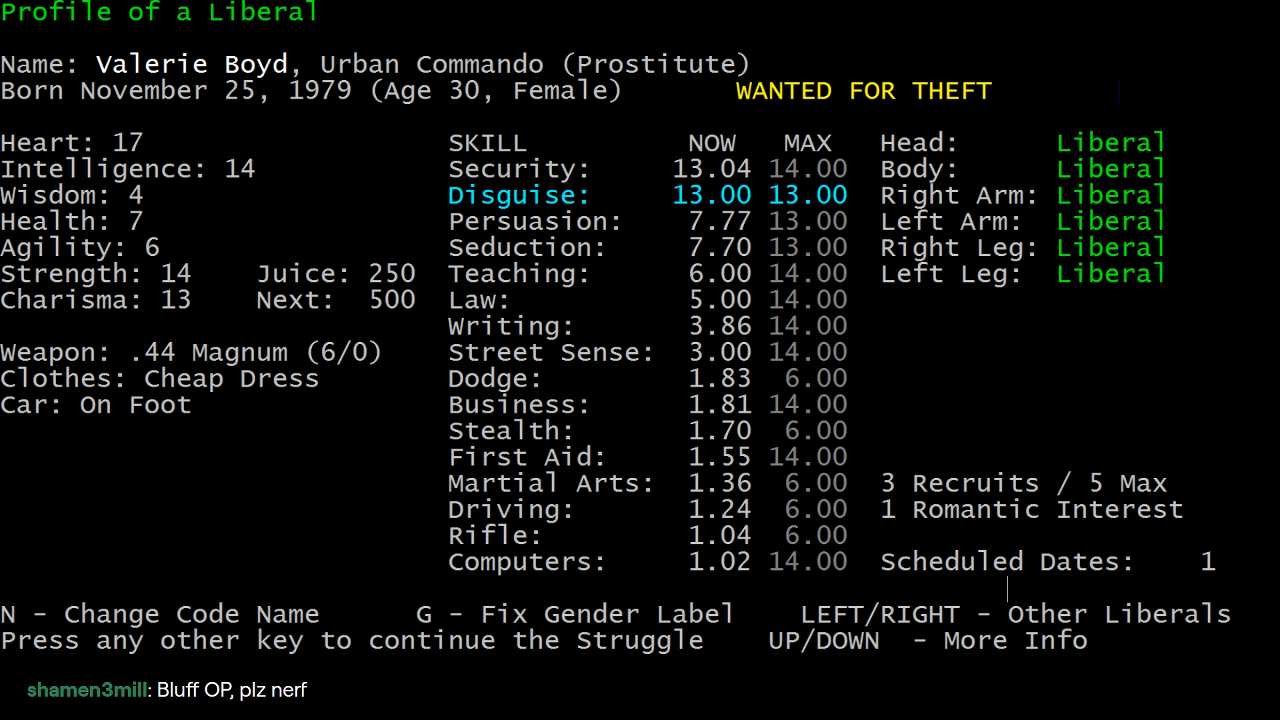 Profile of a Liberal
Name: Valerie Boyd, Urban Commando (Prostitute)
Born November 25, 1979 (Age 30, Female) WANTED FOR THEFT
Heart: 17 SKILL NOW MAX Head: Liberal
Intelligence: 14 Security: 13.04 14.00 Body: Liberal
Wisdom: 4 Disguise: 13.00 13.00 Right Arm: Liberal
Health: 7 Persuasion: 7.77 13.00 Left Arm: Liberal
Agility: 6 Seduction: 7.70 13.00 Right Leg: Liberal
Strength: 14 Juice: 250 Teaching: 6.00 14.00 Left Leg: Liberal
Charisma: 13 Next: 500 Law: 5.00 14.00
Writing: 3.86 14.00
Weapon: .44 Magnum (6/0) Street Sense: 3.00 14.00
Clothes: Cheap Dress Dodge: 1.83 6.00
Car: On Foot Business: 1.81 14.00
Stealth: 1.70 6.00
First Aid: 1.55 14.00
Martial Arts: 1.36 6.00 3 Recruits / 5 Max
Driving: 1.24 6.00 1 Romantic Interest
Rifle: 1.04 6.00
Computers: 1.02 14.00 Scheduled Dates: 1
N - Change Code Name G - Fix Gender Label LEFT/RIGHT - Other Liberals
Press any other key to continue the Struggle UP/DOWN - More Info
shamen3mill: Bluff OP, plz nerf